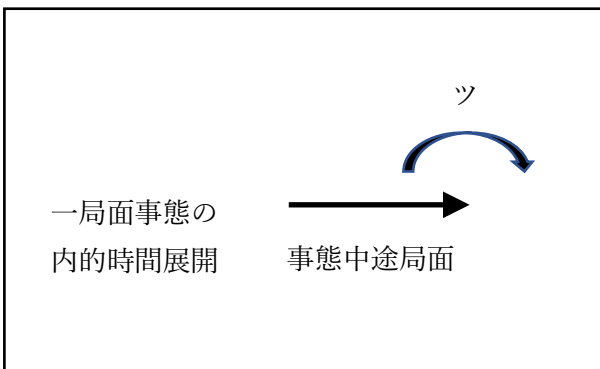 ツ
一局面事態の
内的時間展開
事態中途局面